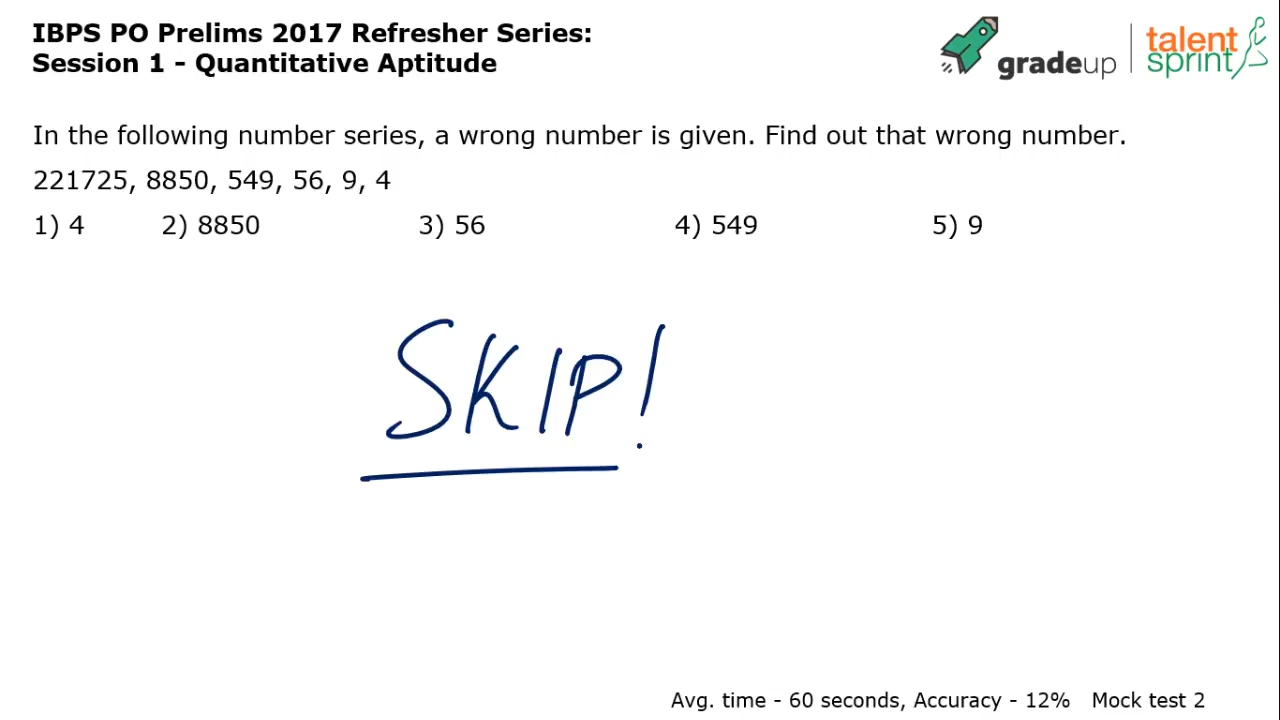 IBPS PO Prelims 2017 Refresher Series:
Session 1 - Quantitative Aptitude
gradeup
talent
sprint
In the following number series, a wrong number is given. Find out that wrong number.
221725, 8850, 549, 56, 9, 4
1) 4 2) 8850 3) 56 4) 549 5) 9
SKIP!
Avg. time - 60 seconds, Accuracy - 12% Mock test 2